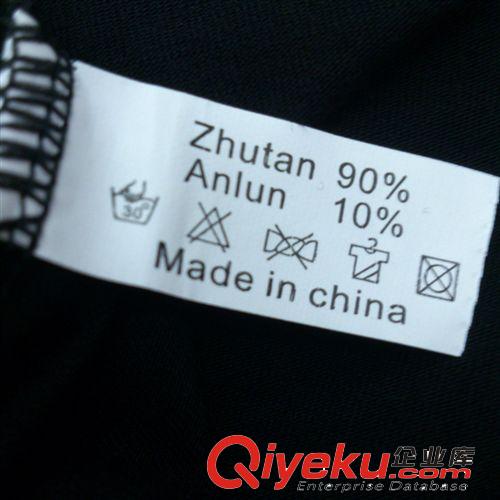 Zhutan 90%
Anlun 10%
30°
Made in china
Qiyeku.com 企业库
Enterprise Database